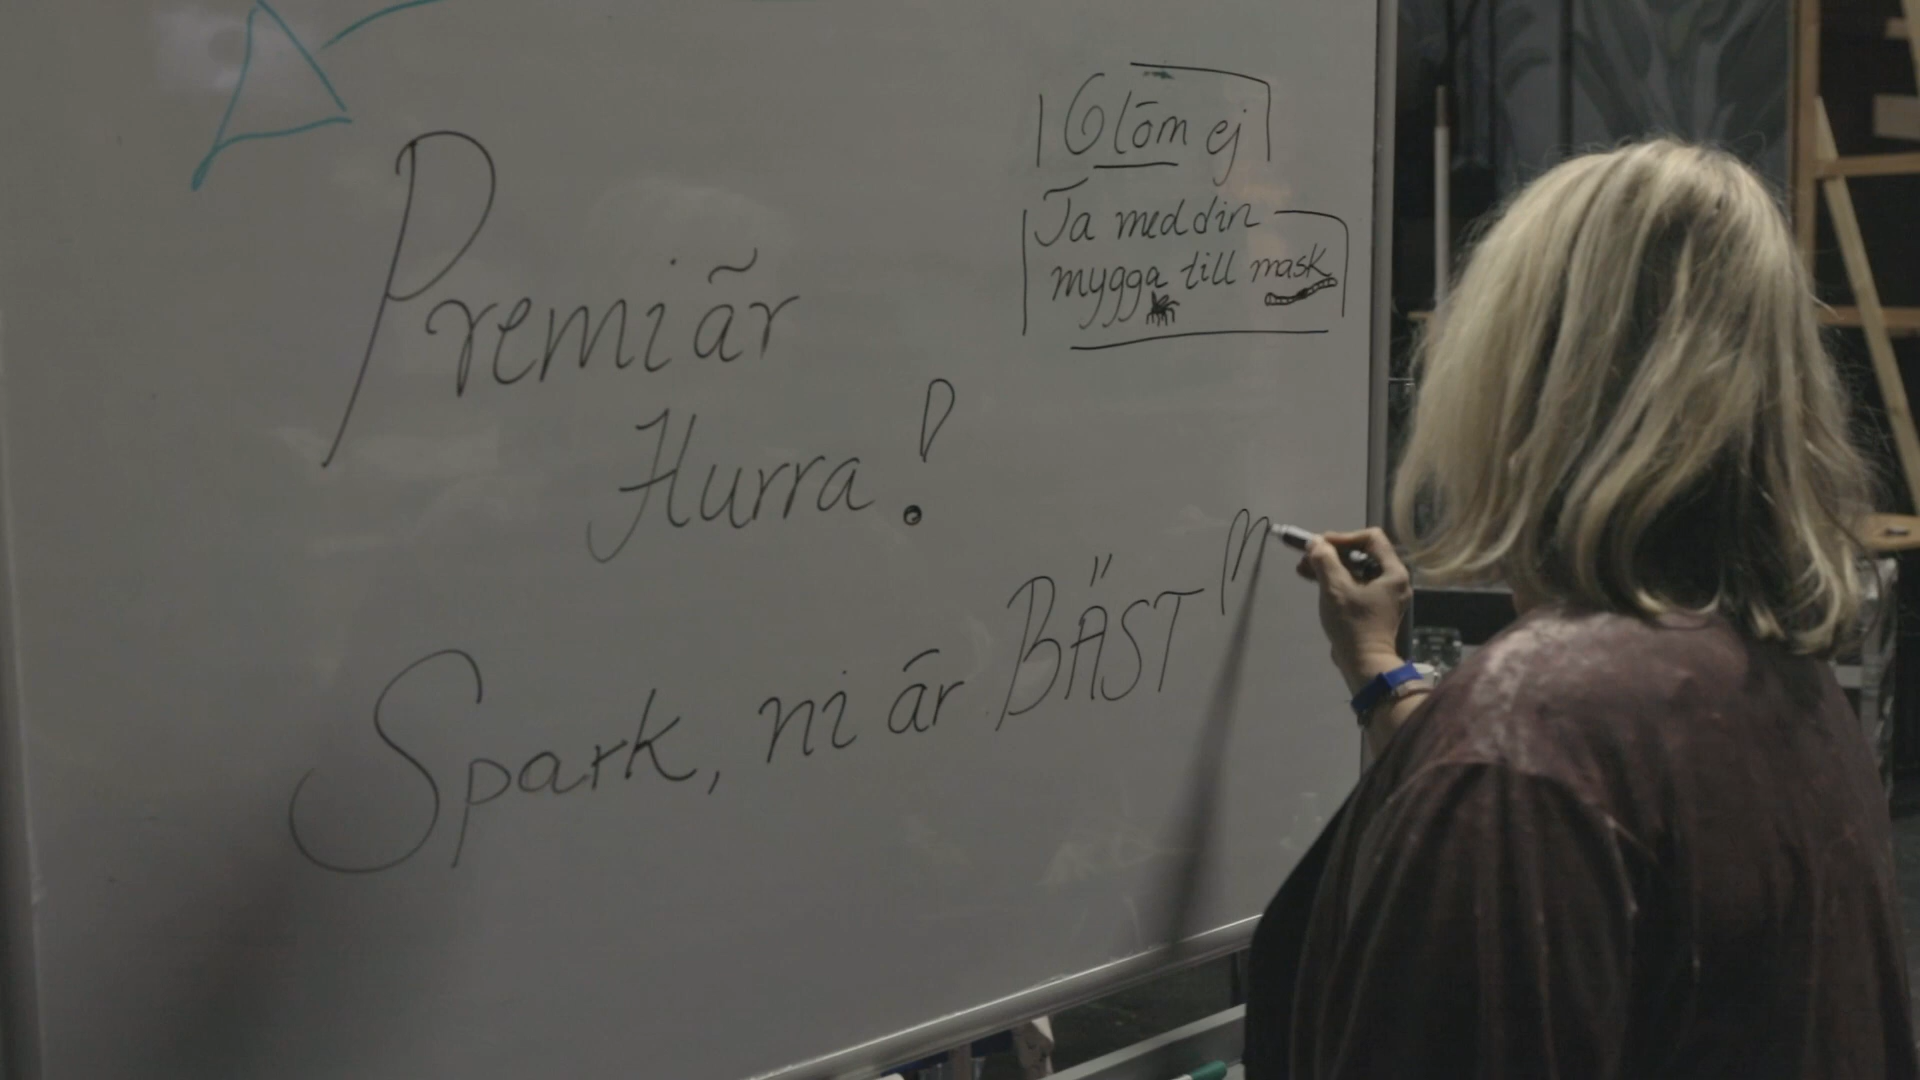 Premiär
Hurra!
Spark, ni är BÄST
Glöm ej
Ta med din
mygga till mask